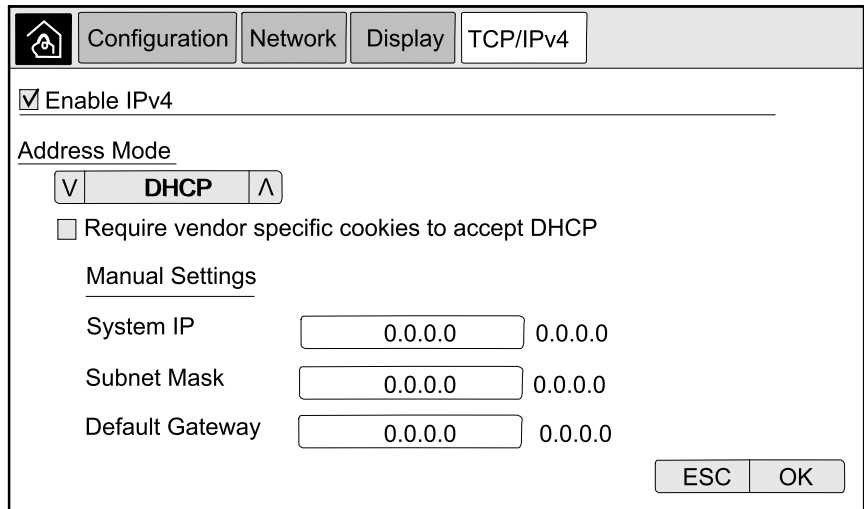 Configuration Network Display TCP/IPv4
Enable IPv4
Address Mode
V DHCP Λ
Require vendor specific cookies to accept DHCP
Manual Settings
System IP 0.0.0.0 0.0.0.0
Subnet Mask 0.0.0.0 0.0.0.0
Default Gateway 0.0.0.0 0.0.0.0
ESC OK